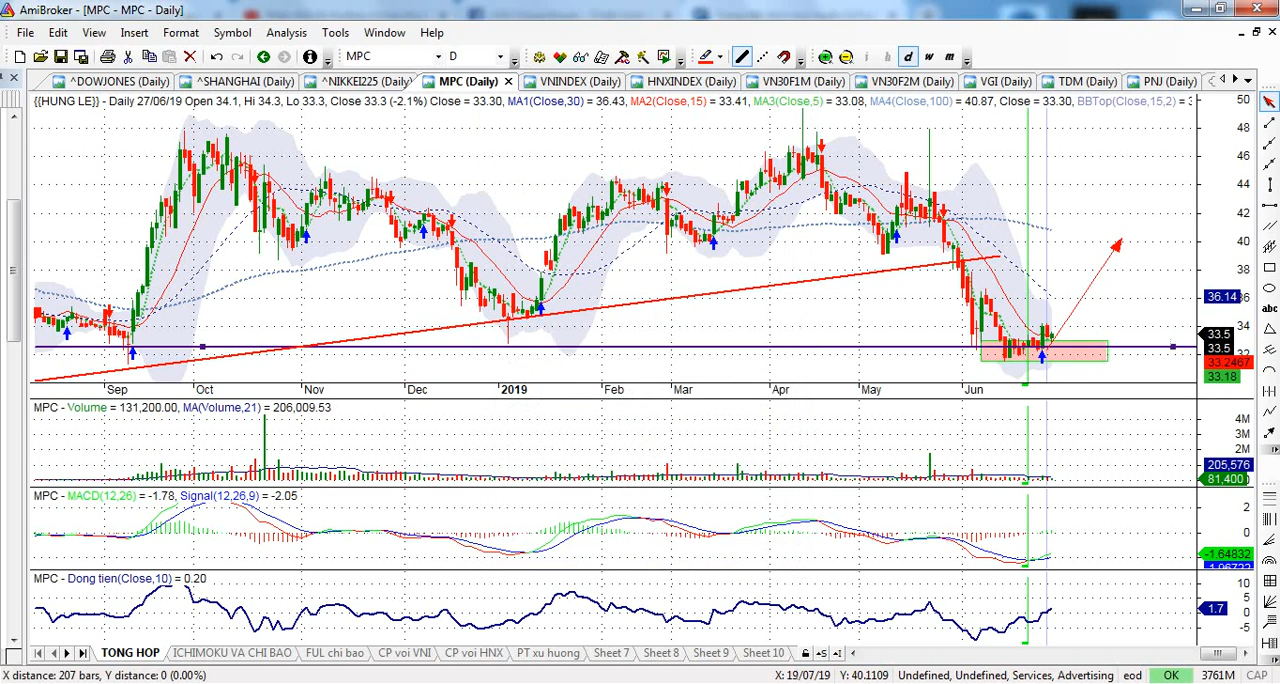 AmiBroker - [MPC - MPC - Daily]
File Edit View Insert Format Symbol Analysis Tools Window Help
MPC D i h d w m
^DOWJONES (Daily) ^SHANGHAI (Daily) ^NIKKEI225 (Daily) MPC (Daily) VNINDEX (Daily) HNXINDEX (Daily) VN30F1M (Daily) VN0F2M (Daily) VGI (Daily) TDM (Daily) PNJ (Daily)
{{HUNG LE}} - Daily 27/06/19 Open 34.1, Hi 34.3, Lo 33.3, Close 33.3 (-2.1%) Close = 33.30, MA1(Close,30) = 36.43, MA2(Close,15) = 33.41, MA3(Close,5) = 33.08, MA4(Close,100) = 40.87, Close = 33.30, BBTop(Close,15,2) =
50
48
46
44
42
40
38
36.14
34
33.5
33.5
32
33.2467
33.18
abc
Sep Oct Nov Dec 2019 Feb Mar Apr May Jun
MPC - Volume = 131,200.00, MA(Volume,21) = 206,009.53
4M
3M
2M
205,576
81,400
MPC - MACD(12,26) = -1.78, Signal(12,26,9) = -2.05
2
0
-1.64832
MPC - Dong tien(Close,10) = 0.20
10
5
1.7
0
-5
TONG HOP ICHIMOKU VA CHI BAO FUL chi bao CP voi VNI CP voi HNX PT xu huong Sheet 7 Sheet 8 Sheet 9 Sheet 10
X distance: 207 bars, Y distance: 0 (0.00%) X: 19/07/19 Y: 40.1109 Undefined, Undefined, Services, Advertising eod OK 3761M CAP